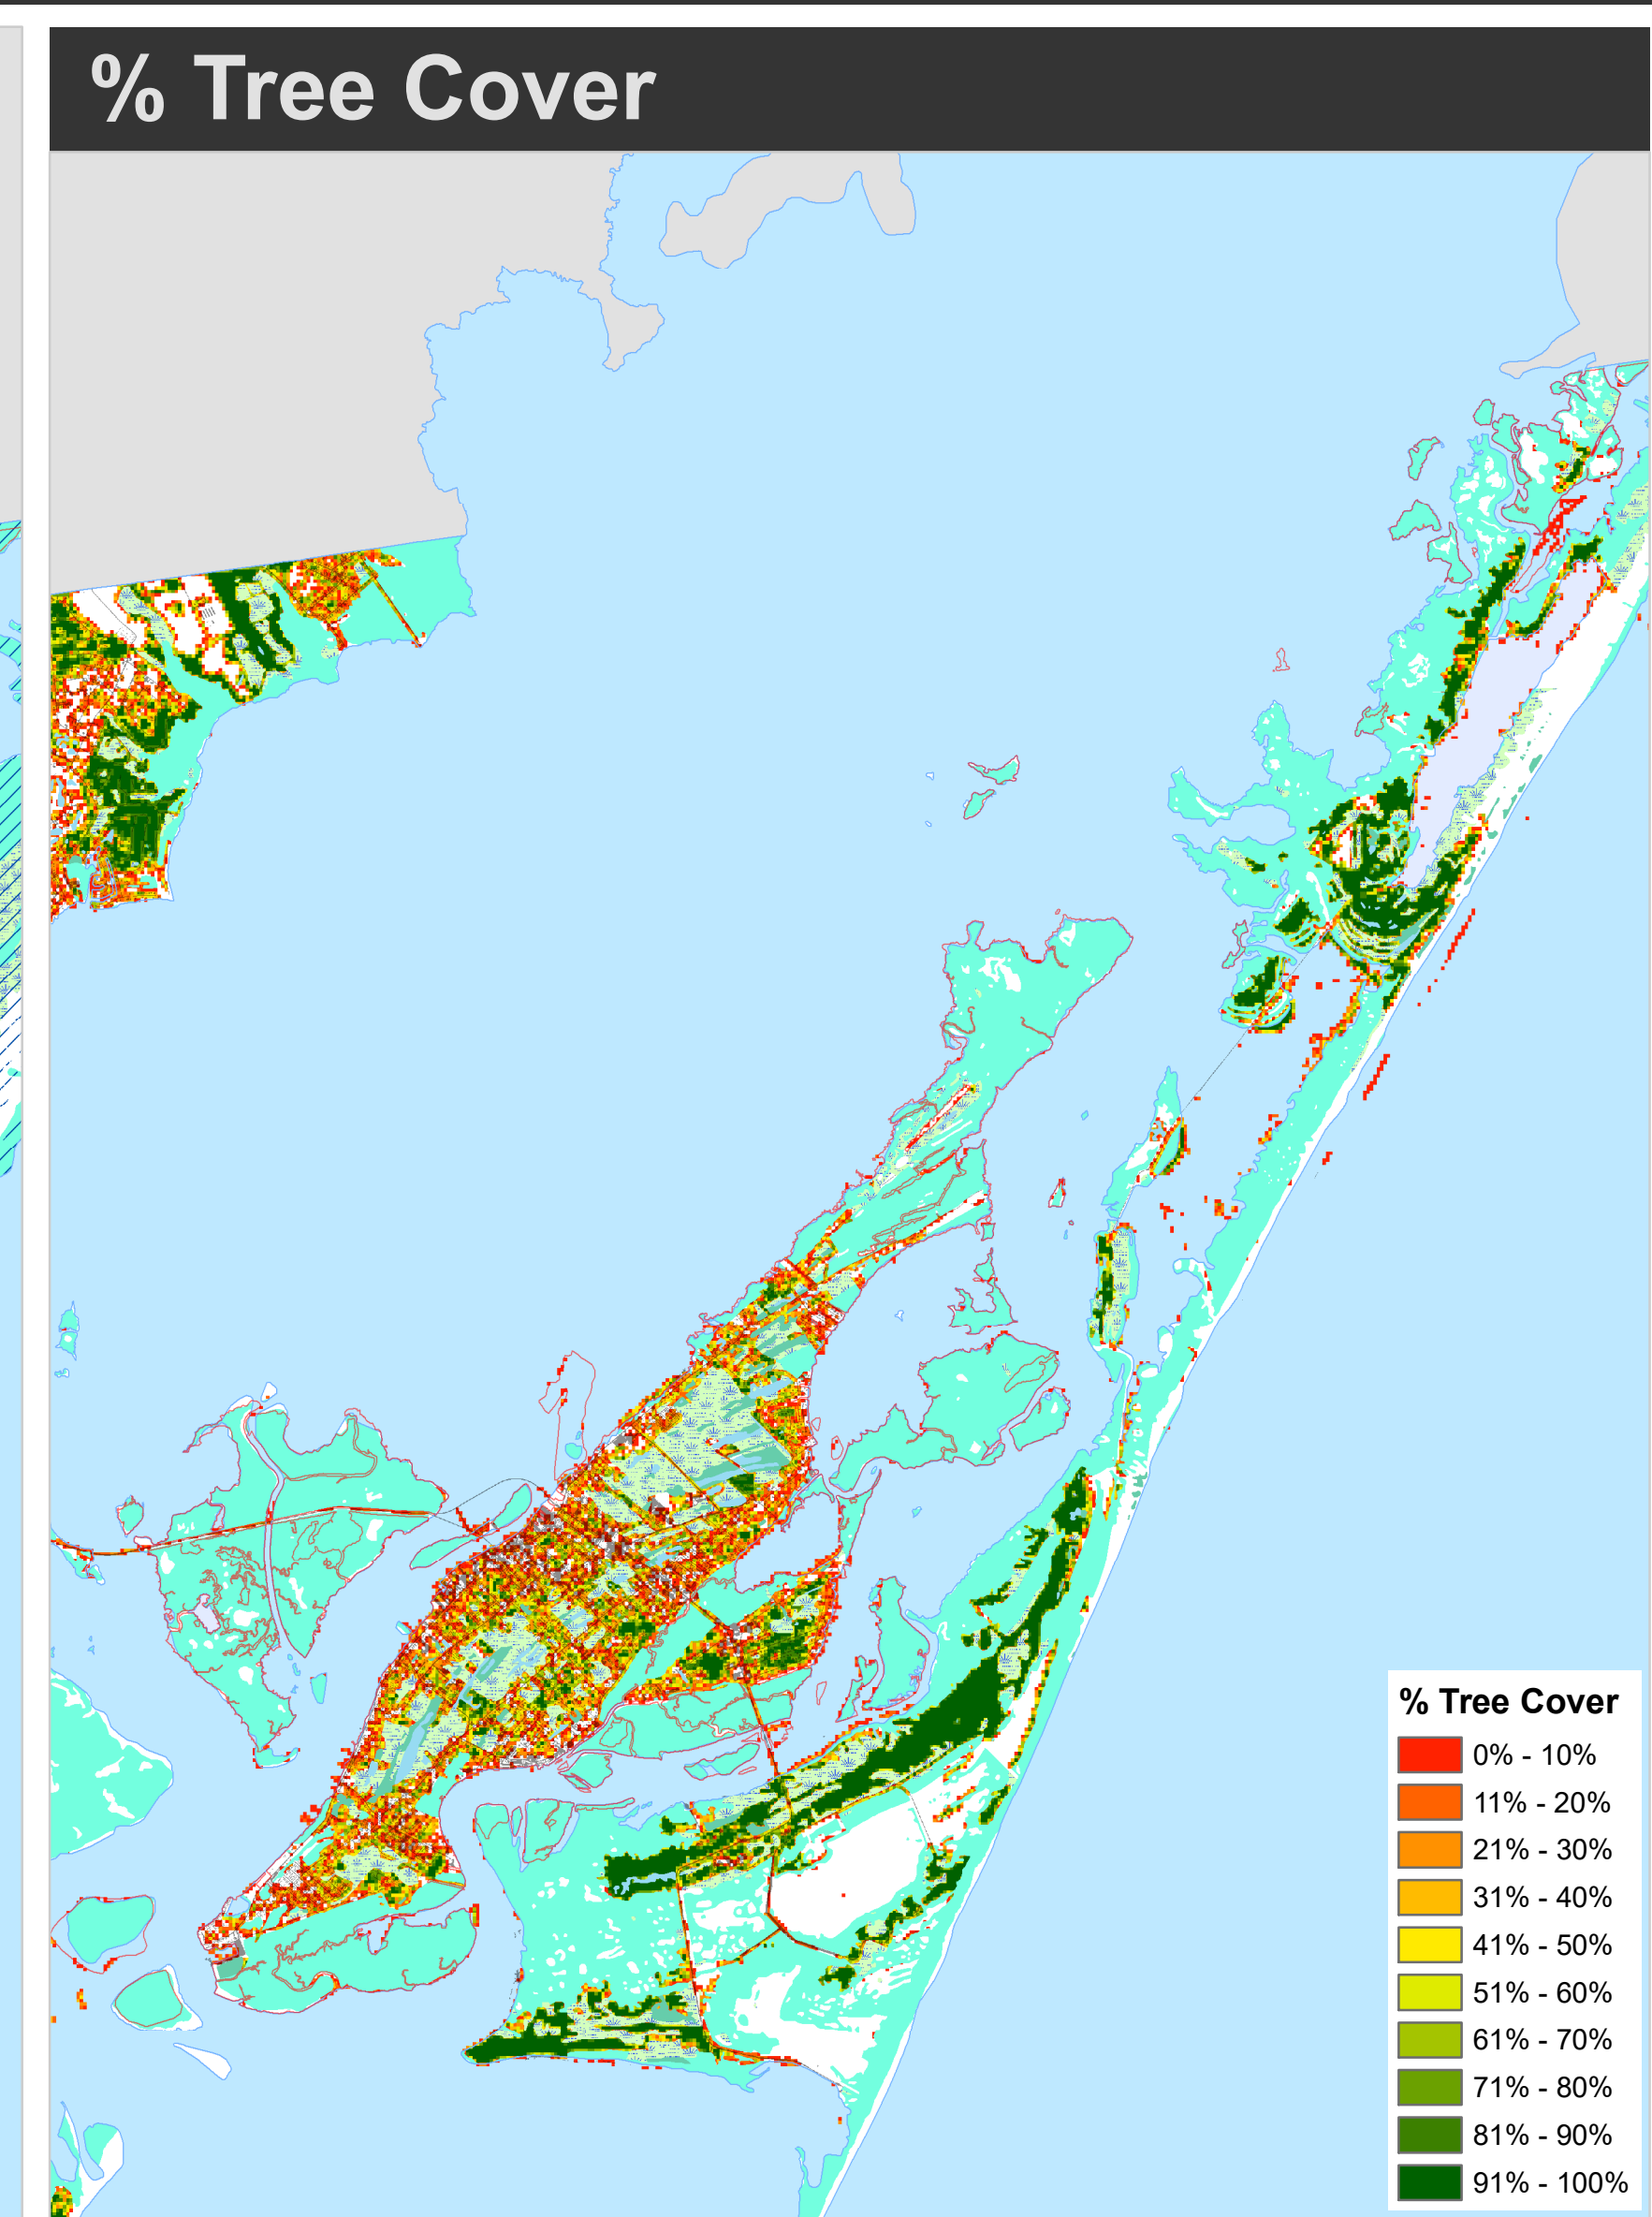 % Tree Cover
% Tree Cover
0% - 10%
11% - 20%
21% - 30%
31% - 40%
41% - 50%
51% - 60%
61% - 70%
71% - 80%
81% - 90%
91% - 100%